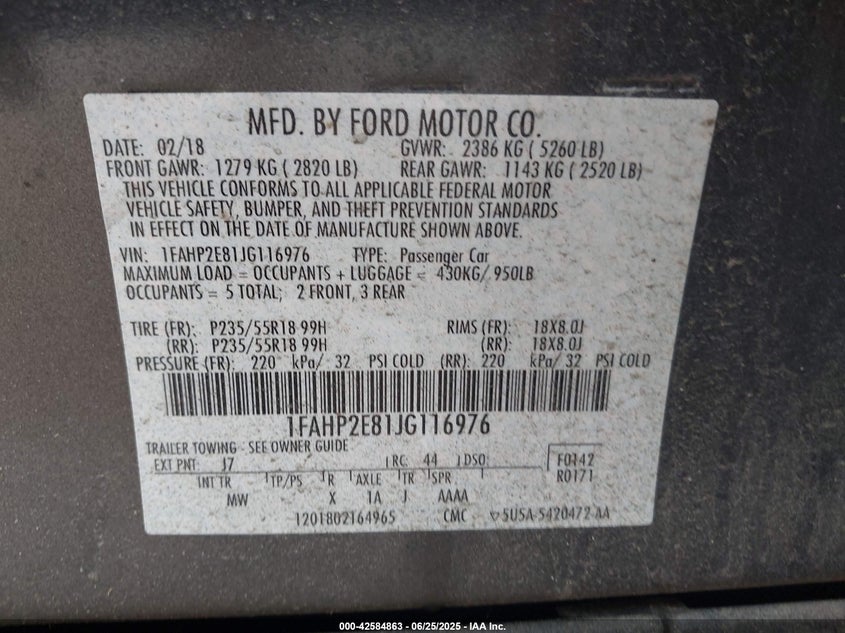 MFD. BY FORD MOTOR CO.
DATE: 02/18 GVWR: 2386 KG ( 5260 LB)
FRONT GAWR: 1279 KG ( 2820 LB) REAR GAWR: 1143 KG ( 2520 LB)
THIS VEHICLE CONFORMS TO ALL APPLICABLE FEDERAL MOTOR
VEHICLE SAFETY, BUMPER, AND THEFT PREVENTION STANDARDS
IN EFFECT ON THE DATE OF MANUFACTURE SHOWN ABOVE.
VIN: 1FAHP2E81JG116976 TYPE: Passenger Car
MAXIMUM LOAD = OCCUPANTS + LUGGAGE = 430KG/ 950LB
OCCUPANTS = 5 TOTAL; 2 FRONT, 3 REAR
TIRE (FR): P235/55R18 99H RIMS (FR): 18X8.0J
(RR): P235/55R18 99H (RR): 18X8.0J
PRESSURE (FR): 220 kPa/ 32 PSI COLD (RR): 220 kPa/ 32 PSI COLD
1FAHP2E81JG116976
TRAILER TOWING - SEE OWNER GUIDE
EXT PNT: J7 RC: 44 DSO: F0142
INT TR TP/PS R AXLE TR SPR R0171
MW X 1A J AAAA
1201802164965 CMC 5U5A-5420472-AA
000-42584863 - 06/25/2025 - IAA Inc.